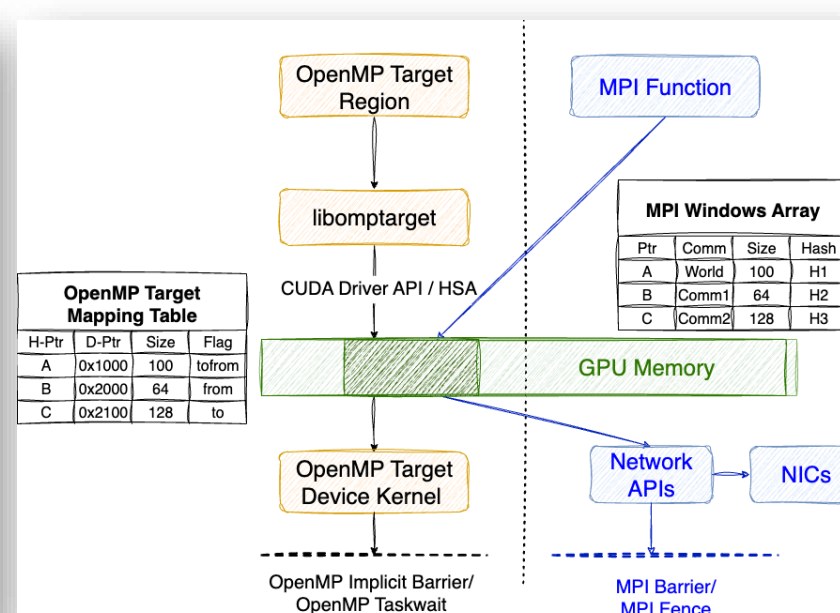 OpenMP Target
Region
MPI Function
libomptarget
MPI Windows Array
Ptr Comm Size Hash
A World 100 H1
B Comm1 64 H2
C Comm2 128 H3
CUDA Driver API / HSA
OpenMP Target
Mapping Table
H-Ptr D-Ptr Size Flag
A 0x1000 100 tofrom
B 0x2000 64 from
C 0x2100 128 to
GPU Memory
OpenMP Target
Device Kernel
Network
APIs
NICs
OpenMP Implicit Barrier/
OpenMP Taskwait
MPI Barrier/
MPI Fence